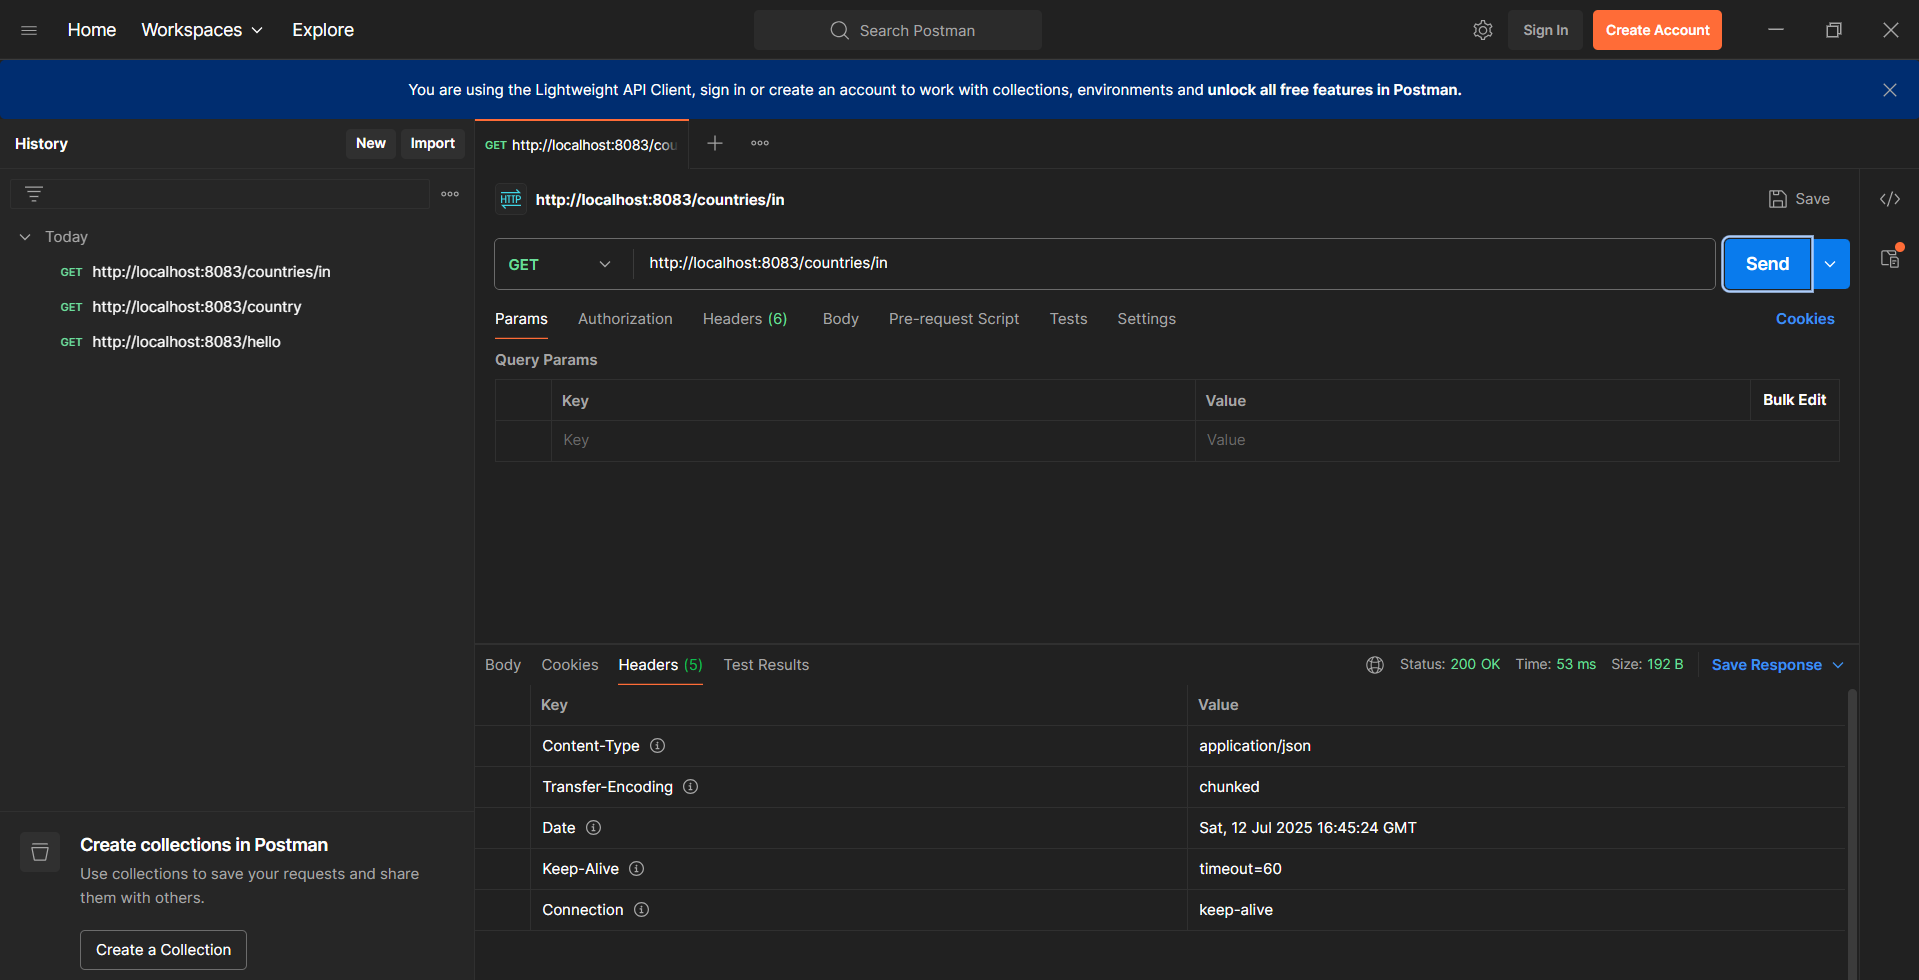 Home Workspaces Explore Search Postman Sign In Create Account
You are using the Lightweight API Client, sign in or create an account to work with collections, environments and unlock all free features in Postman.
History New Import
GET http://localhost:8083/cou
HTTP http://localhost:8083/countries/in Save
Today
GET http://localhost:8083/countries/in
GET http://localhost:8083/country
GET http://localhost:8083/hello
GET http://localhost:8083/countries/in Send
Params Authorization Headers (6) Body Pre-request Script Tests Settings Cookies
Query Params
Key Value Bulk Edit
Key Value
Body Cookies Headers (5) Test Results Status: 200 OK Time: 53 ms Size: 192 B Save Response
Key Value
Content-Type application/json
Transfer-Encoding chunked
Date Sat, 12 Jul 2025 16:45:24 GMT
Keep-Alive timeout=60
Connection keep-alive
Create collections in Postman
Use collections to save your requests and share
them with others.
Create a Collection